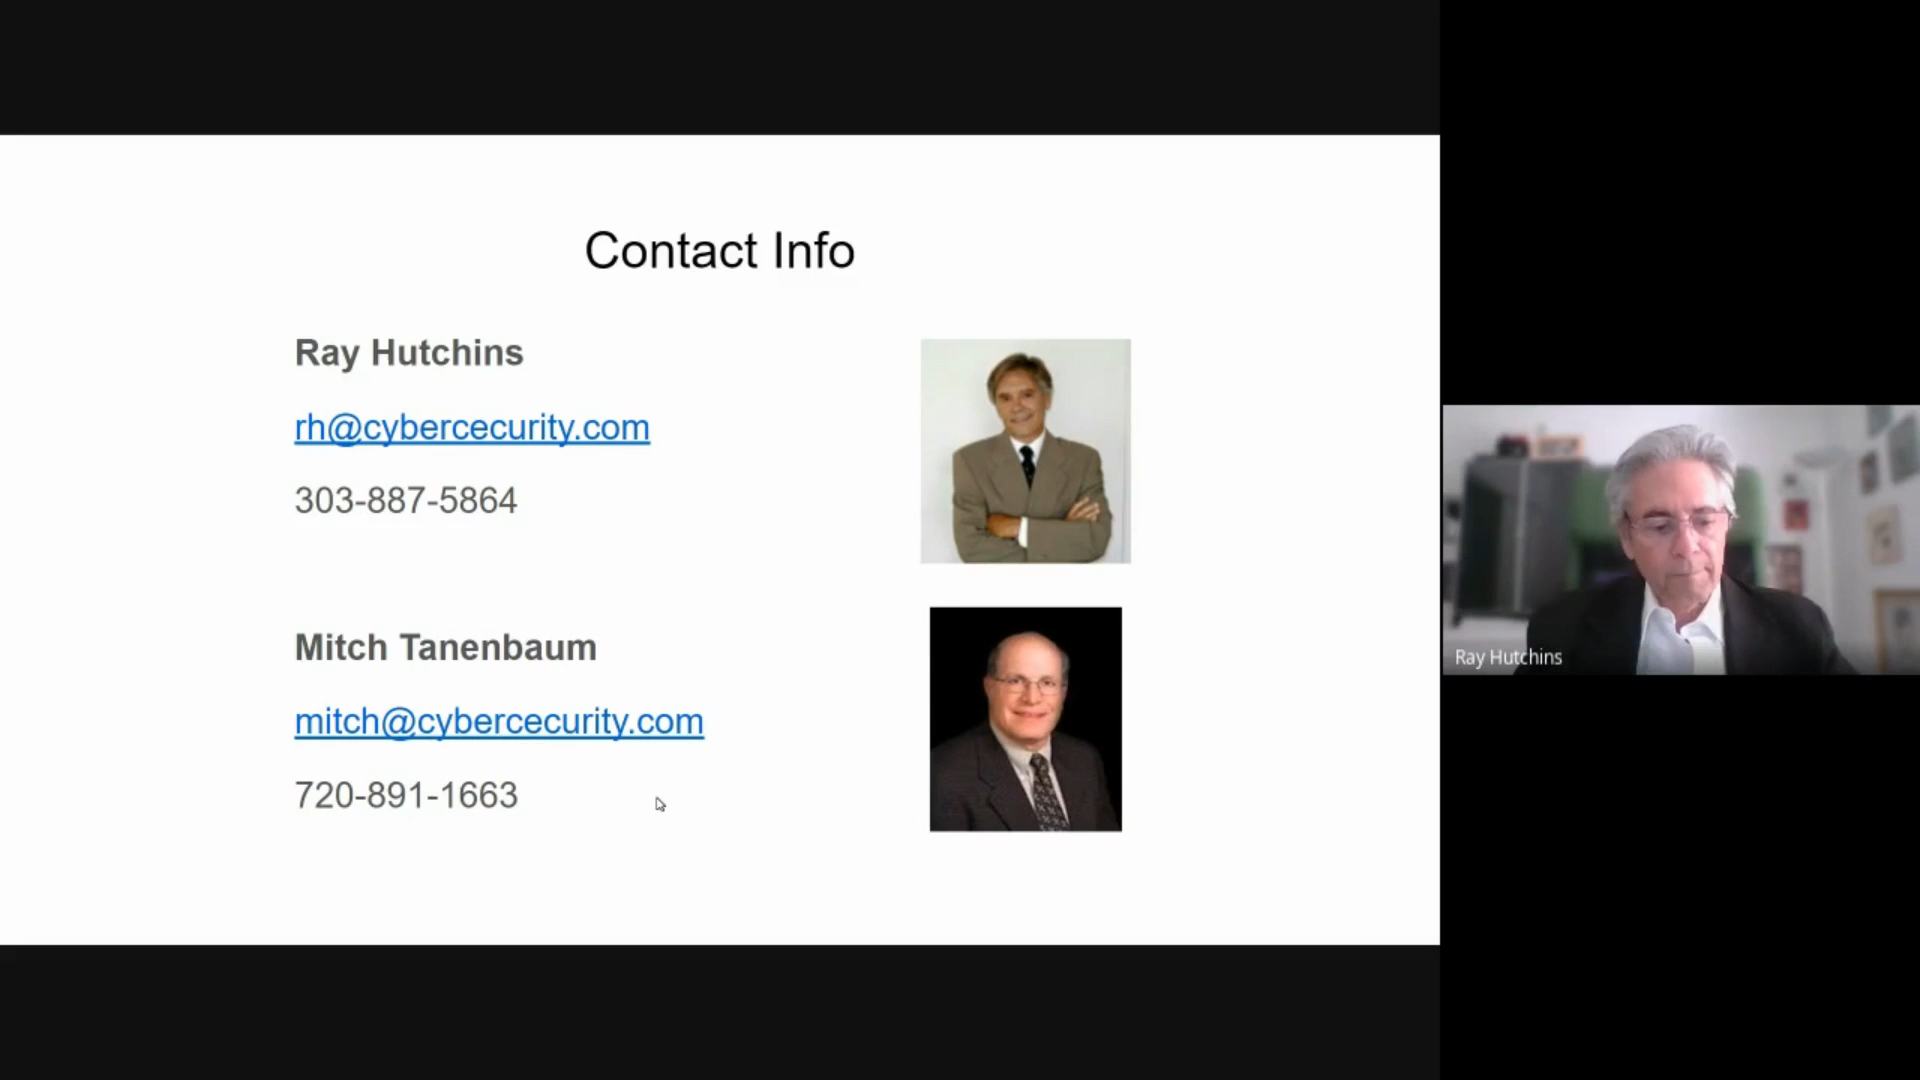 Contact Info
Ray Hutchins
rh@cybercecurity.com
303-887-5864
Mitch Tanenbaum
mitch@cybercecurity.com
720-891-1663
Ray Hutchins